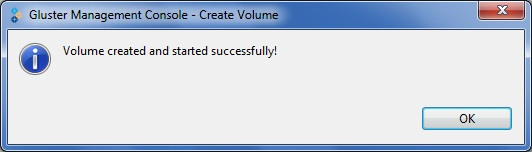 Gluster Management Console - Create Volume
Volume created and started successfully!
OK